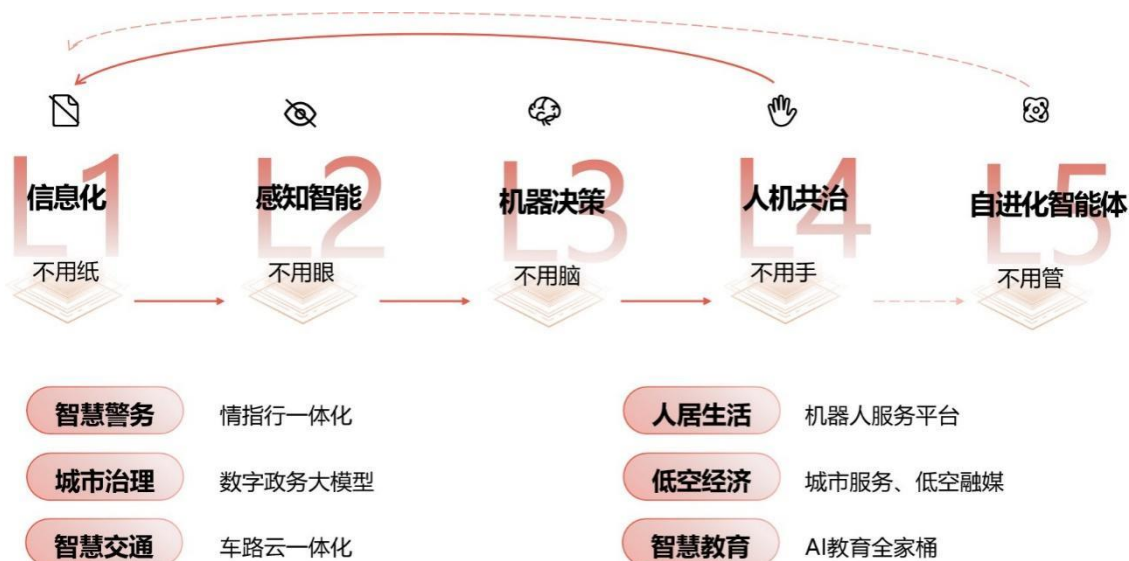 L1 L2 L3 L4 L5
信息化 感知智能 机器决策 人机共治 自进化智能体
不用纸 不用眼 不用脑 不用手 不用管
智慧警务 情指行一体化 人居生活 机器人服务平台
城市治理 数字政务大模型 低空经济 城市服务、低空融媒
智慧交通 车路云一体化 智慧教育 AI教育全家桶